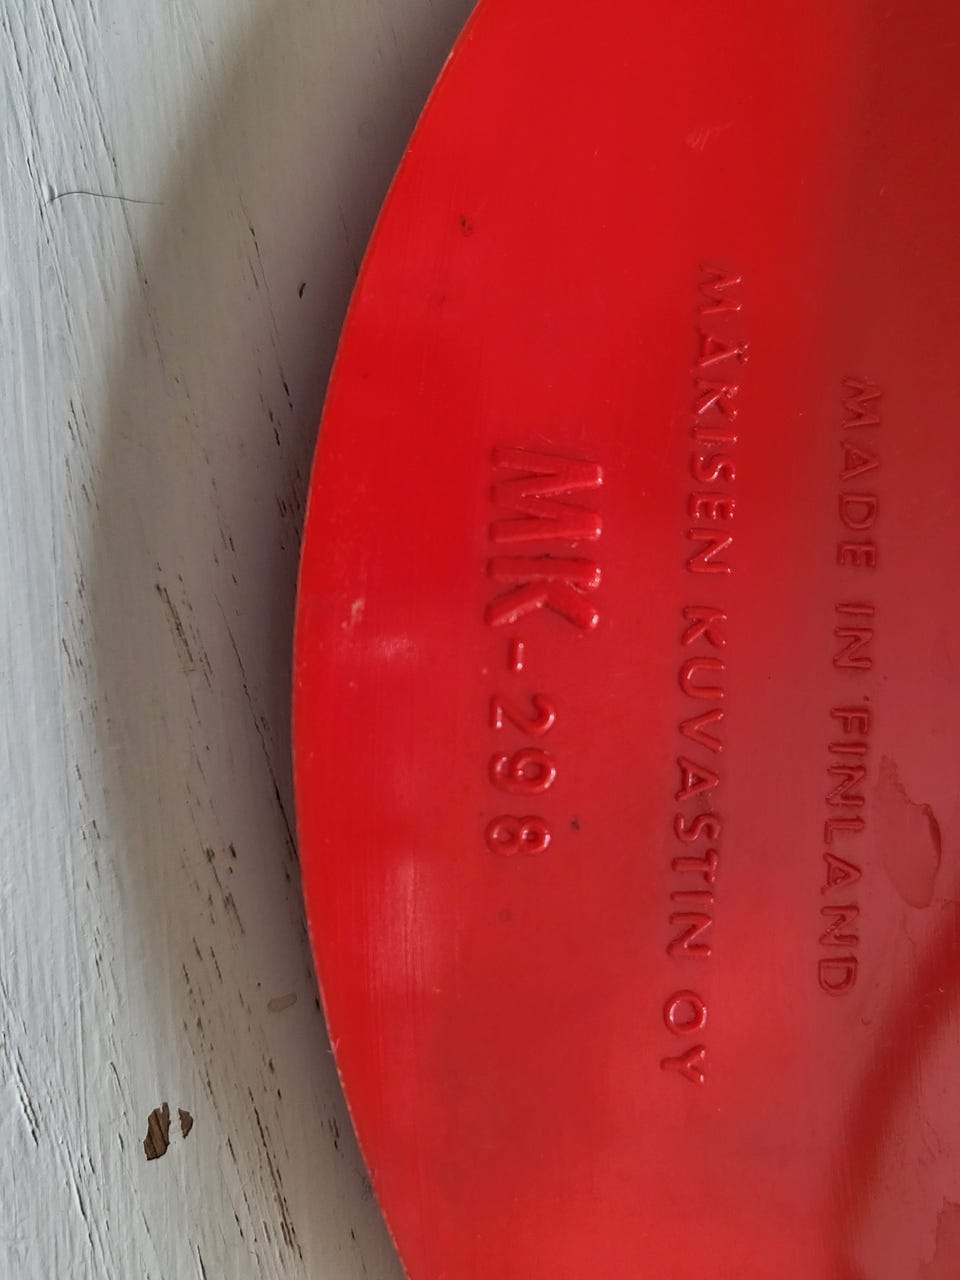 MADE IN FINLAND
MÄKISEN KUVASTIN OY
MK-298